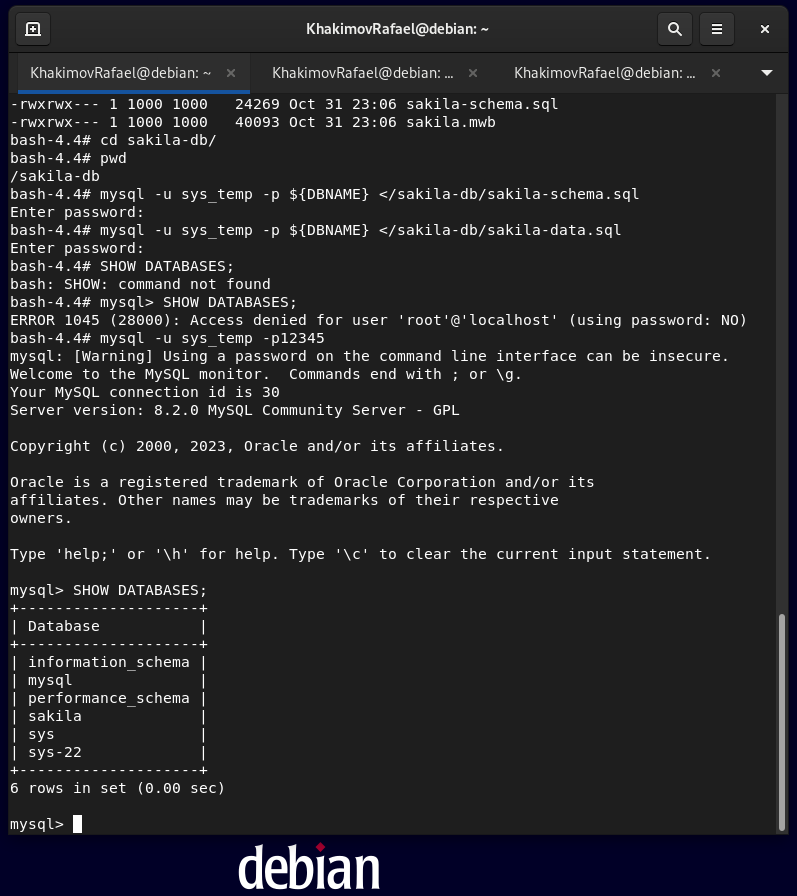 KhakimovRafael@debian: ~
KhakimovRafael@debian: ~
KhakimovRafael@debian: ...
KhakimovRafael@debian: ...
-rwxrwx--- 1 1000 1000   24269 Oct 31 23:06 sakila-schema.sql
-rwxrwx--- 1 1000 1000   40093 Oct 31 23:06 sakila.mwb
bash-4.4# cd sakila-db/
bash-4.4# pwd
/sakila-db
bash-4.4# mysql -u sys_temp -p ${DBNAME} </sakila-db/sakila-schema.sql
Enter password:
bash-4.4# mysql -u sys_temp -p ${DBNAME} </sakila-db/sakila-data.sql
Enter password:
bash-4.4# SHOW DATABASES;
bash: SHOW: command not found
bash-4.4# mysql> SHOW DATABASES;
ERROR 1045 (28000): Access denied for user 'root'@'localhost' (using password: NO)
bash-4.4# mysql -u sys_temp -p12345
mysql: [Warning] Using a password on the command line interface can be insecure.
Welcome to the MySQL monitor.  Commands end with ; or \g.
Your MySQL connection id is 30
Server version: 8.2.0 MySQL Community Server - GPL
Copyright (c) 2000, 2023, Oracle and/or its affiliates.
Oracle is a registered trademark of Oracle Corporation and/or its
affiliates. Other names may be trademarks of their respective
owners.
Type 'help;' or '\h' for help. Type '\c' to clear the current input statement.
mysql> SHOW DATABASES;
+--------------------+
| Database           |
+--------------------+
| information_schema |
| mysql              |
| performance_schema |
| sakila             |
| sys                |
| sys-22             |
+--------------------+
6 rows in set (0.00 sec)
mysql>
debian